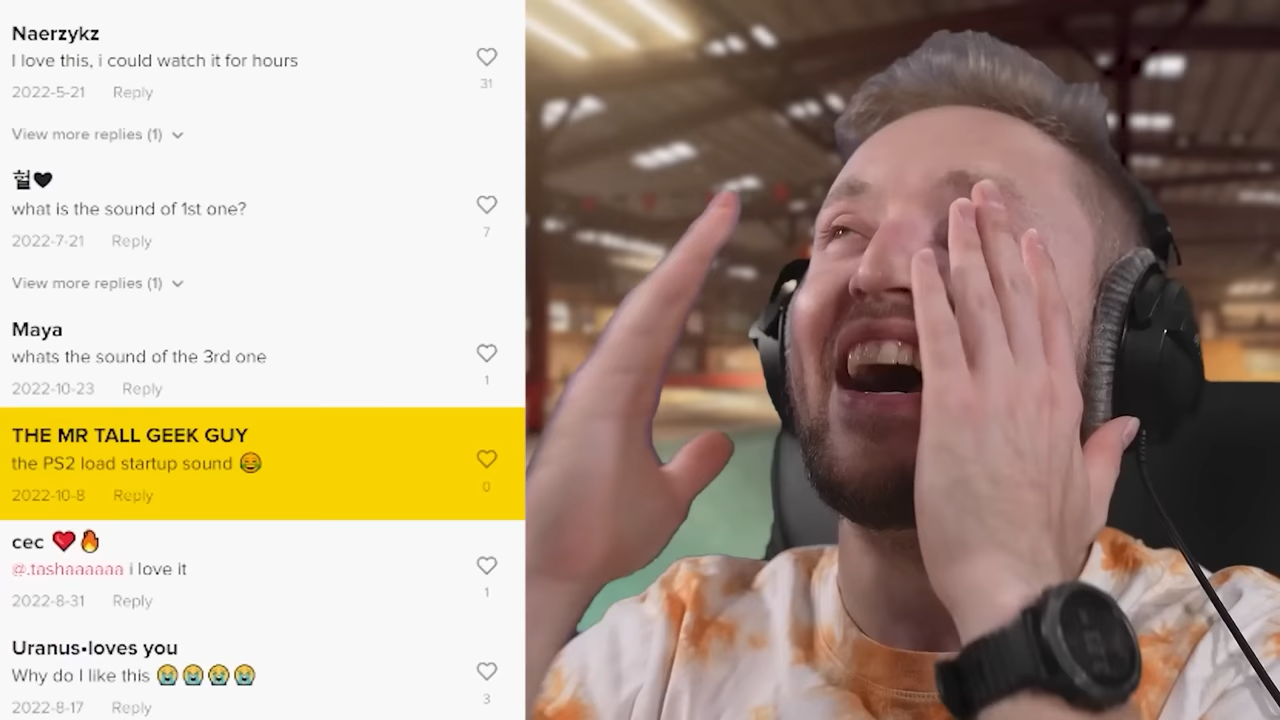 Naerzykz
I love this, i could watch it for hours
31
2022-5-21 Reply
View more replies (1)
헐🖤
what is the sound of 1st one?
7
2022-7-21 Reply
View more replies (1)
Maya
whats the sound of the 3rd one
1
2022-10-23 Reply
THE MR TALL GEEK GUY
the PS2 load startup sound 😂
0
2022-10-8 Reply
cec ❤️🔥
@.tashaaaaaa i love it
1
2022-8-31 Reply
Uranus•loves you
Why do I like this 😭😭😭😭
3
2022-8-17 Reply